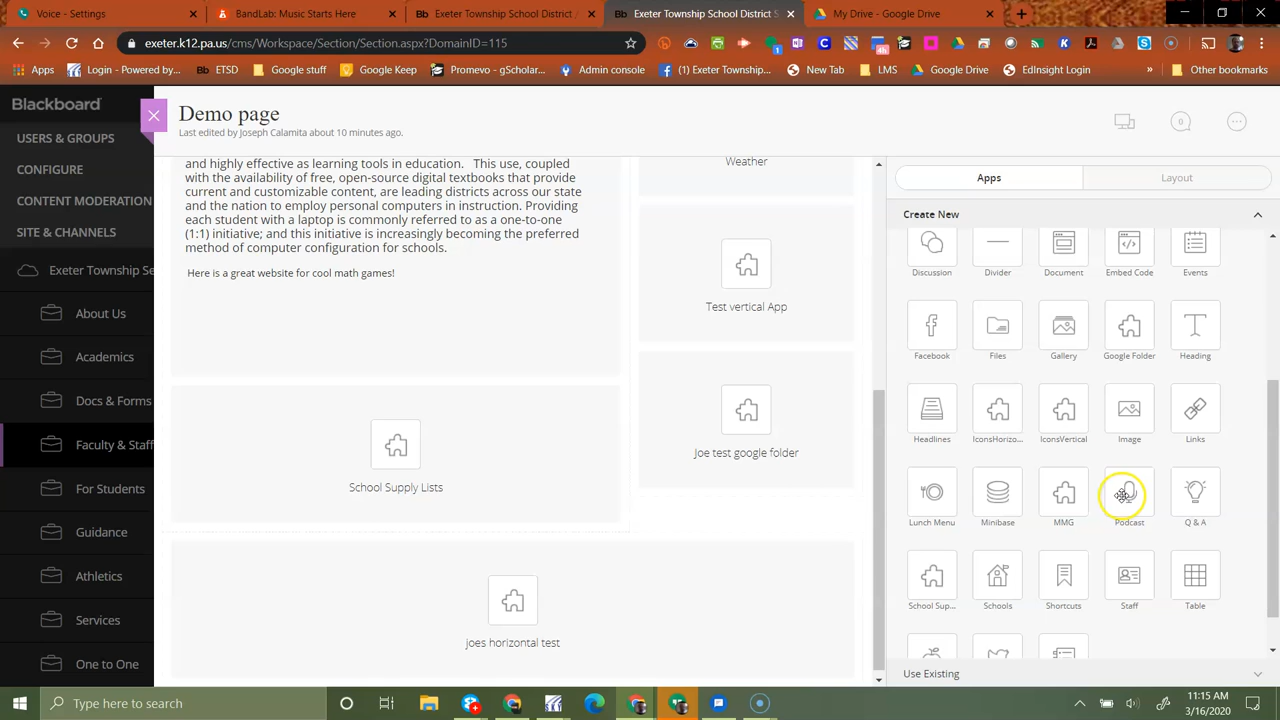 Voice - Settings
BandLab: Music Starts Here
Exeter Township School District /
Exeter Township School District S
My Drive - Google Drive
exeter.k12.pa.us/cms/Workspace/Section/Section.aspx?DomainID=115
Apps
Login - Powered by...
ETSD
Google stuff
Google Keep
Promevo - gScholar...
Admin console
(1) Exeter Township...
New Tab
LMS
Google Drive
EdInsight Login
Other bookmarks
Blackboard
USERS & GROUPS
CONFIGURE
CONTENT MODERATION
SITE & CHANNELS
Exeter Township Se
About Us
Academics
Docs & Forms
Faculty & Staff
For Students
Guidance
Athletics
Services
One to One
Demo page
Last edited by Joseph Calamita about 10 minutes ago.
0
and highly effective as learning tools in education.   This use, coupled
with the availability of free, open-source digital textbooks that provide
current and customizable content, are leading districts across our state
and the nation to employ personal computers in instruction. Providing
each student with a laptop is commonly referred to as a one-to-one
(1:1) initiative; and this initiative is increasingly becoming the preferred
method of computer configuration for schools.
Here is a great website for cool math games!
School Supply Lists
joes horizontal test
Weather
Test vertical App
Joe test google folder
Apps
Layout
Create New
Discussion
Divider
Document
Embed Code
Events
Facebook
Files
Gallery
Google Folder
Heading
Headlines
IconsHorizo...
IconsVertical
Image
Links
Lunch Menu
Minibase
MMG
Podcast
Q & A
School Sup...
Schools
Shortcuts
Staff
Table
Use Existing
Type here to search
11:15 AM
3/16/2020